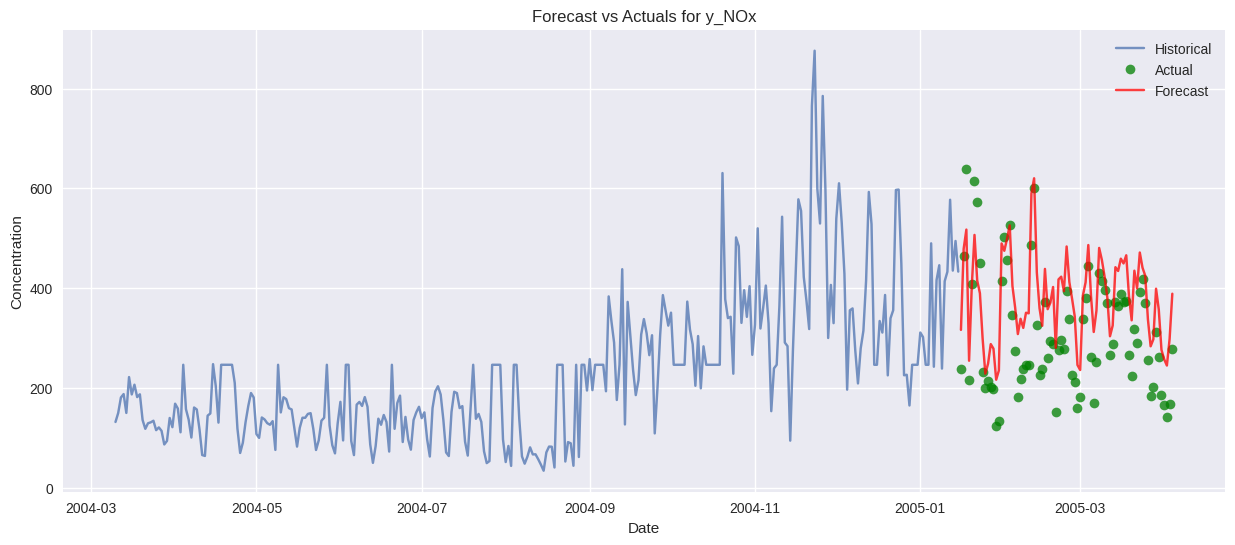 Forecast vs Actuals for y_NOx
Historical
Actual
Forecast
Concentration
800
600
400
200
0
2004-03
2004-05
2004-07
2004-09
2004-11
2005-01
2005-03
Date